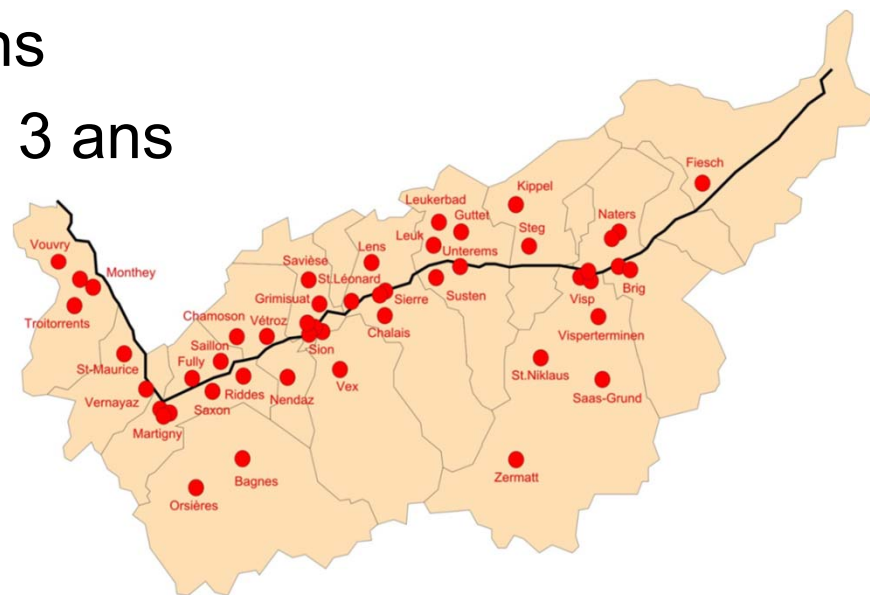 ns
3 ans
Fiesch
Kippel
Leukerbad
Guttet
Naters
Leuk
Steg
Vouvry
Lens
Unterems
Savièse
Monthey
St.Léonard
Brig
Susten
Visp
Grimisuat
Sierre
Chamoson
Vétroz
Troitorrents
Chalais
Visperterminen
Saillon
Sion
Fully
St-Maurice
St.Niklaus
Vex
Riddes
Nendaz
Saas-Grund
Vernayaz
Saxon
Martigny
Zermatt
Bagnes
Orsières